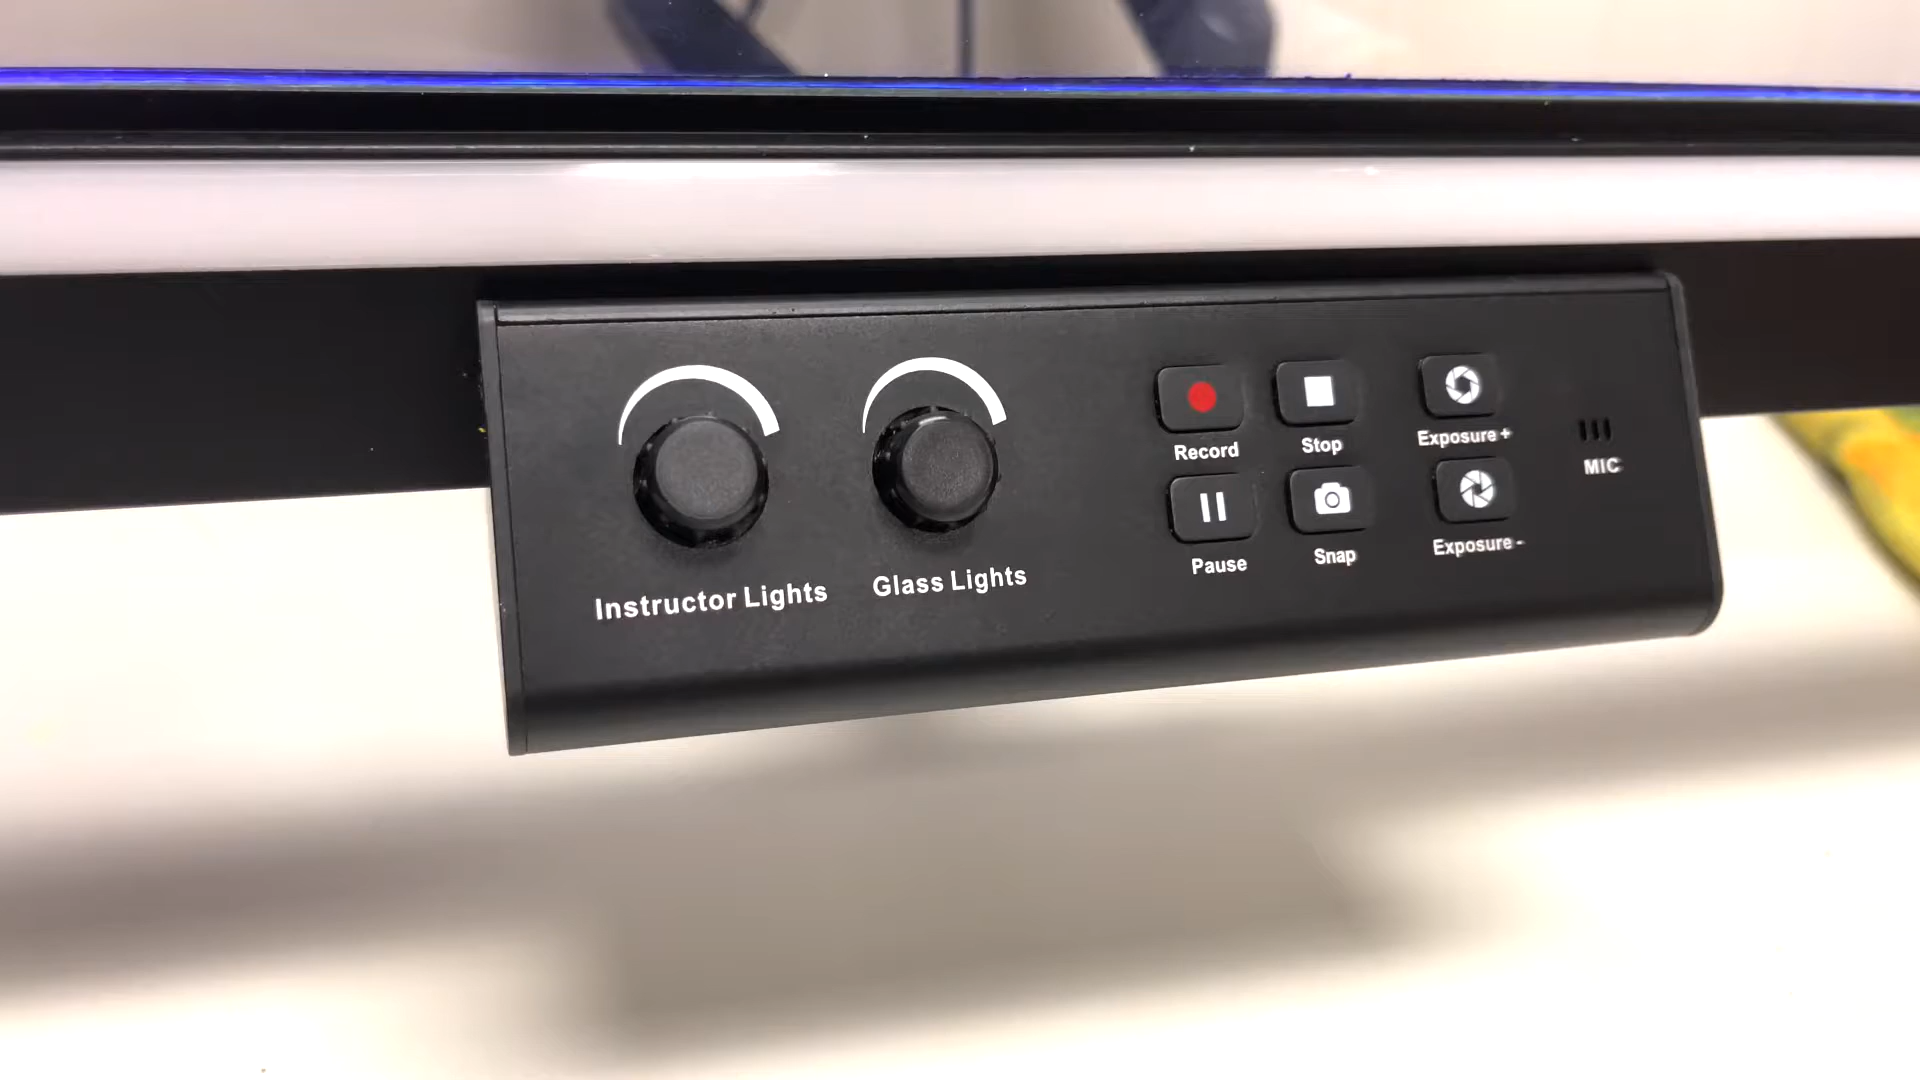 Instructor Lights
Glass Lights
Record
Stop
Exposure +
MIC
Pause
Snap
Exposure -